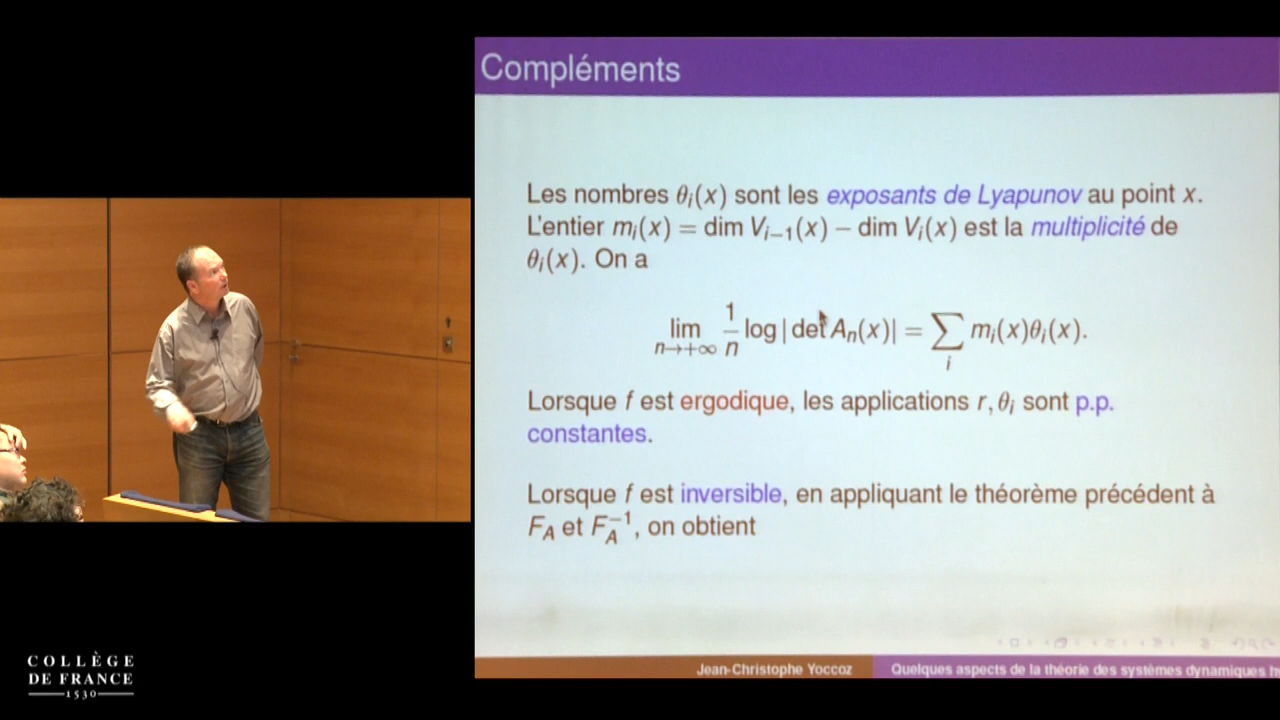 Compléments
Les nombres θᵢ(x) sont les exposants de Lyapunov au point x.
L'entier mᵢ(x) = dim Vᵢ₋₁(x) − dim Vᵢ(x) est la multiplicité de
θᵢ(x). On a
lim_{n→+∞} 1/n log | det Aₙ(x)| = ∑_i mᵢ(x)θᵢ(x).
Lorsque f est ergodique, les applications r, θᵢ sont p.p.
constantes.
Lorsque f est inversible, en appliquant le théorème précédent à
F_A et F_A^{-1}, on obtient
Jean-Christophe Yoccoz
Quelques aspects de la théorie des systèmes dynamiques
COLLÈGE
DE FRANCE
1530